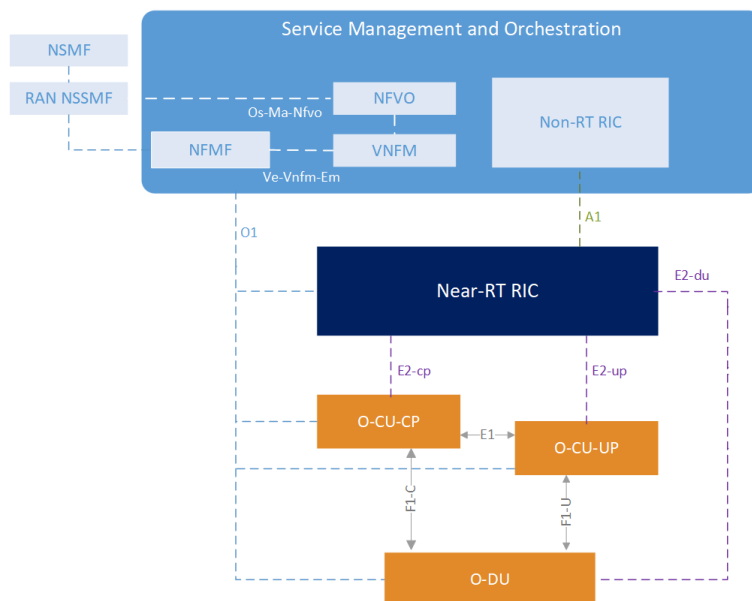 Service Management and Orchestration
NSMF
RAN NSSMF
NFVO
Os-Ma-Nfvo
Non-RT RIC
NFMF
VNFM
Ve-Vnfm-Em
O1
A1
E2-du
Near-RT RIC
E2-cp
E2-up
O-CU-CP
E1
O-CU-UP
F1-C
F1-U
O-DU